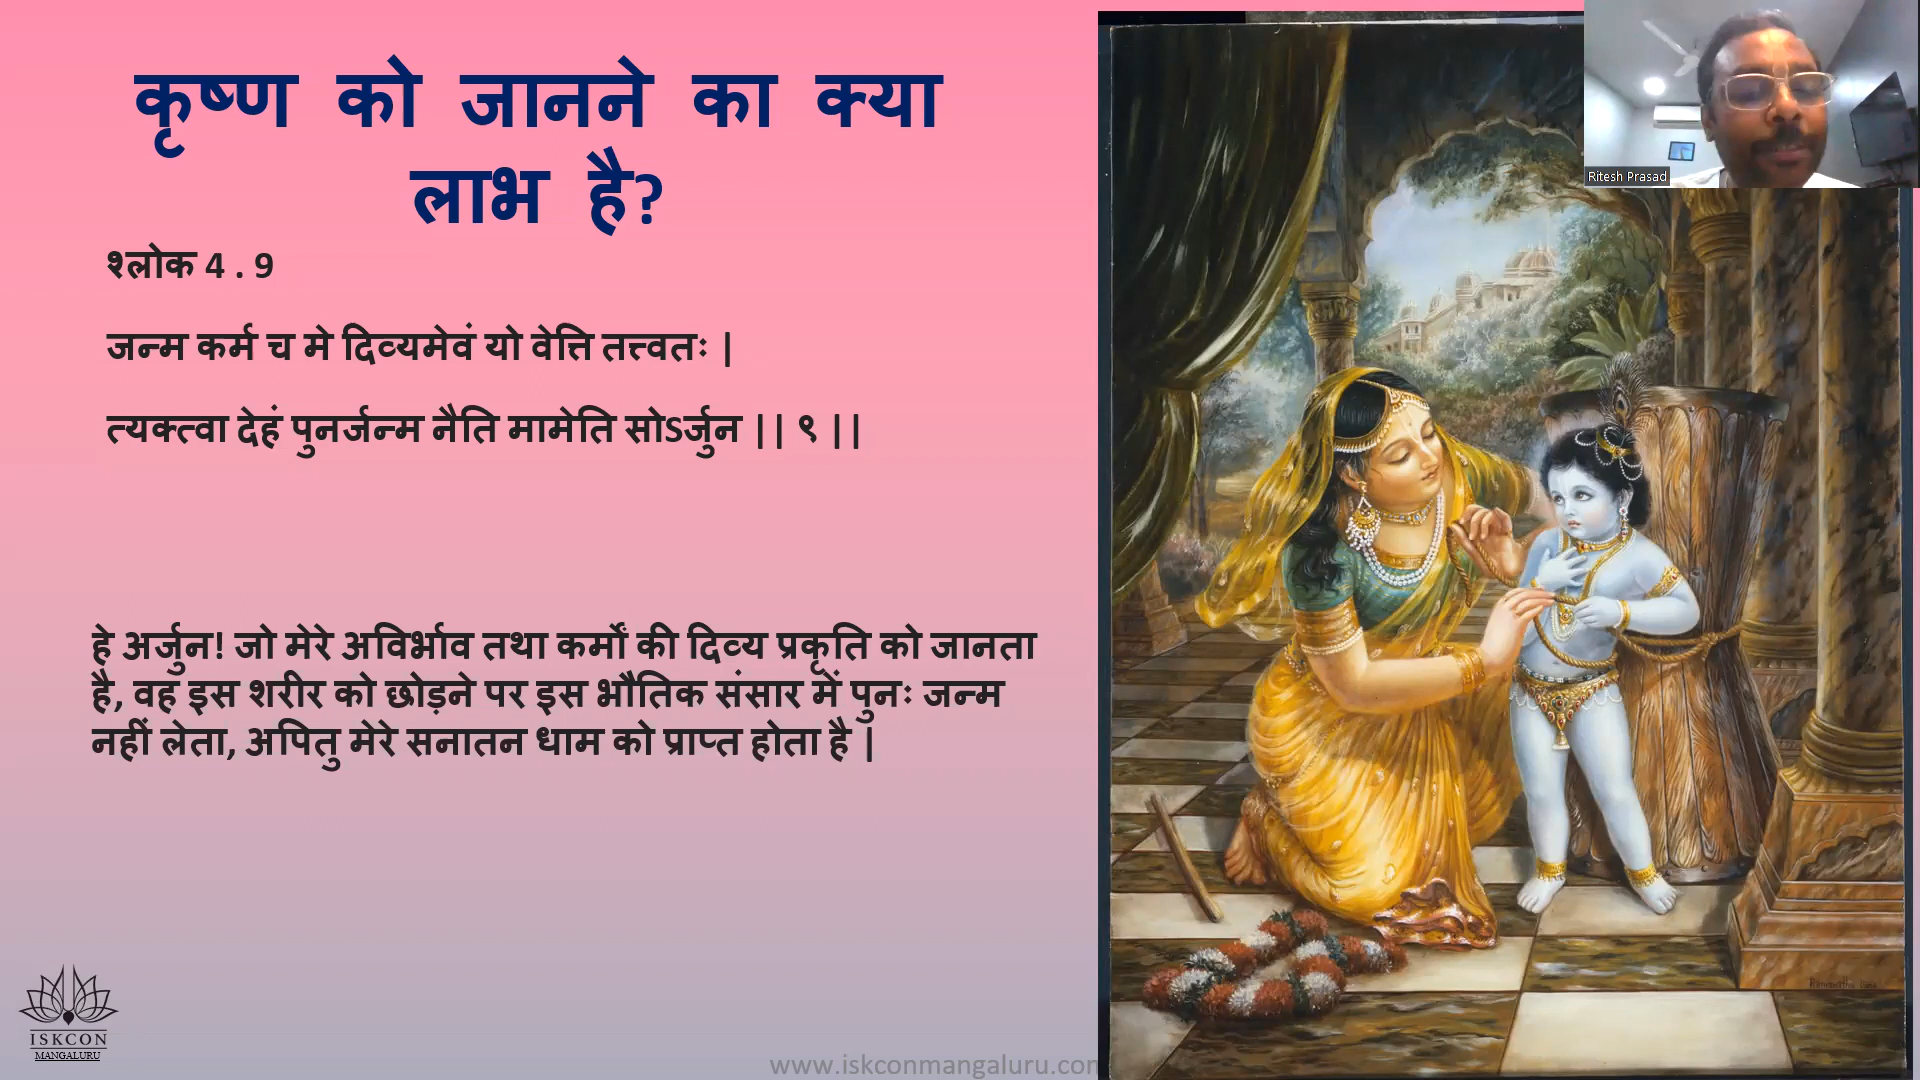 कृष्ण को जानने का क्या
लाभ है?
श्लोक 4 . 9
जन्म कर्म च मे दिव्यमेवं यो वेत्ति तत्त्वतः |
त्यक्त्वा देहं पुनर्जन्म नैति मामेति सोऽर्जुन || ९ ||
हे अर्जुन! जो मेरे अविर्भाव तथा कर्मों की दिव्य प्रकृति को जानता
है, वह इस शरीर को छोड़ने पर इस भौतिक संसार में पुनः जन्म
नहीं लेता, अपितु मेरे सनातन धाम को प्राप्त होता है |
ISKCON
MANGALURU
www.iskconmangaluru.com
Ritesh Prasad